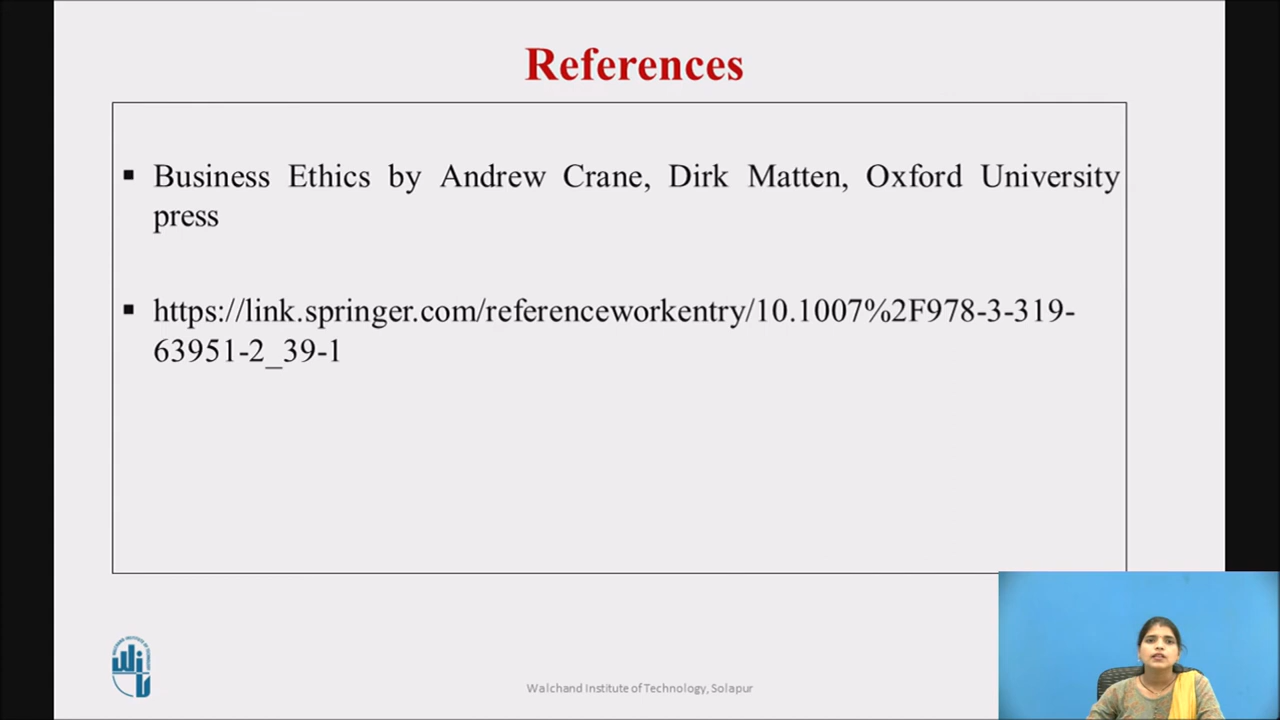 References
▪ Business Ethics by Andrew Crane, Dirk Matten, Oxford University
press
▪ https://link.springer.com/referenceworkentry/10.1007%2F978-3-319-
63951-2_39-1
Walchand Institute of Technology, Solapur